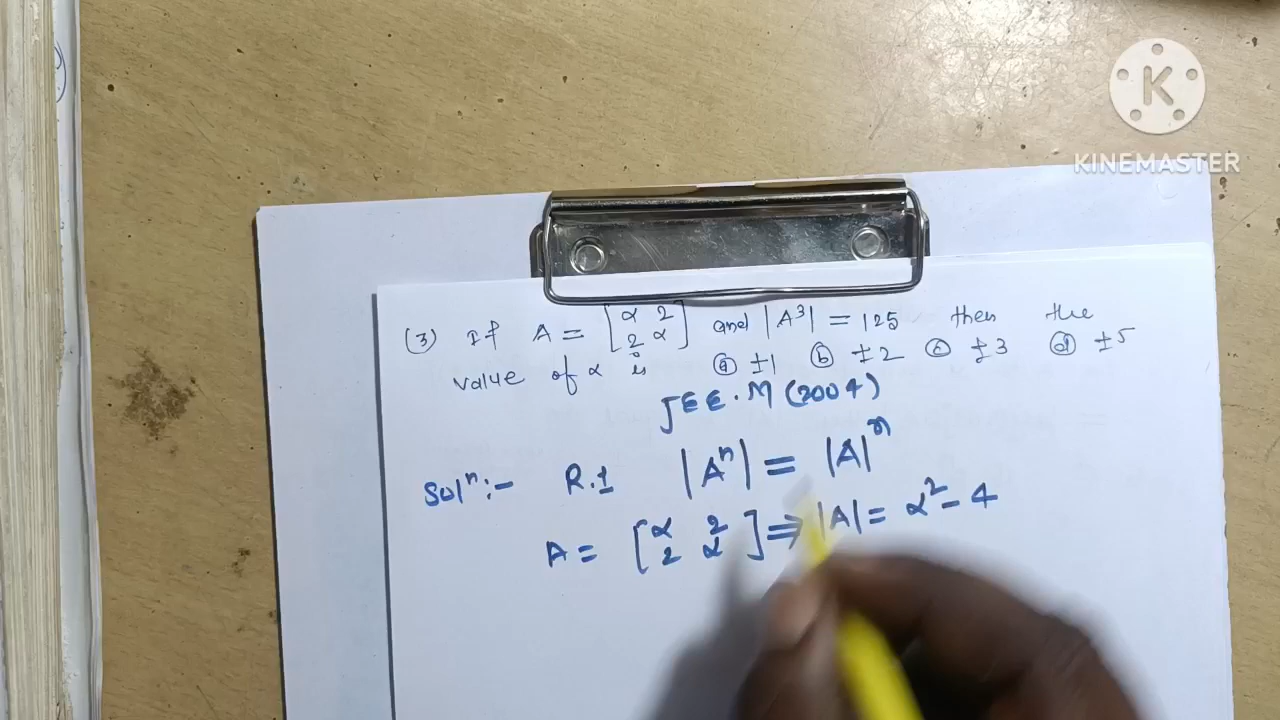 K
KINEMASTER
(3) If A = [α 2
2 α] and |A³| = 125 then the
value of α is ⓐ ±1 ⓑ ±2 ⓒ ±3 ⓓ ±5
JEE.M (2004)
Solⁿ:- R.1 |Aⁿ| = |A|ⁿ
A = [α 2
2 α] ⇒ |A| = α² - 4